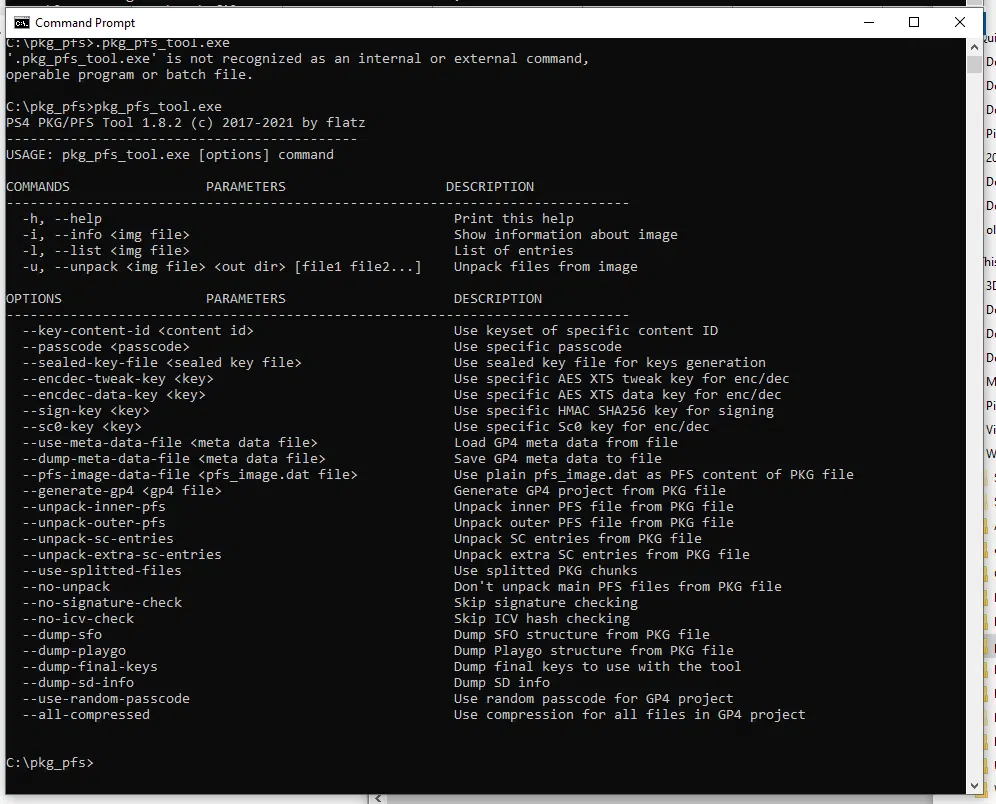 Command Prompt
C:\pkg_pfs>.pkg_pfs_tool.exe
'.pkg_pfs_tool.exe' is not recognized as an internal or external command,
operable program or batch file.
C:\pkg_pfs>pkg_pfs_tool.exe
PS4 PKG/PFS Tool 1.8.2 (c) 2017-2021 by flatz
--------------------------------------------
USAGE: pkg_pfs_tool.exe [options] command
COMMANDS                 PARAMETERS                    DESCRIPTION
------------------------------------------------------------------------------
  -h, --help                                            Print this help
  -i, --info <img file>                                 Show information about image
  -l, --list <img file>                                 List of entries
  -u, --unpack <img file> <out dir> [file1 file2...]    Unpack files from image
OPTIONS                  PARAMETERS                     DESCRIPTION
------------------------------------------------------------------------------
  --key-content-id <content id>                         Use keyset of specific content ID
  --passcode <passcode>                                 Use specific passcode
  --sealed-key-file <sealed key file>                   Use sealed key file for keys generation
  --encdec-tweak-key <key>                              Use specific AES XTS tweak key for enc/dec
  --encdec-data-key <key>                               Use specific AES XTS data key for enc/dec
  --sign-key <key>                                      Use specific HMAC SHA256 key for signing
  --sc0-key <key>                                       Use specific Sc0 key for enc/dec
  --use-meta-data-file <meta data file>                 Load GP4 meta data from file
  --dump-meta-data-file <meta data file>                Save GP4 meta data to file
  --pfs-image-data-file <pfs_image.dat file>            Use plain pfs_image.dat as PFS content of PKG file
  --generate-gp4 <gp4 file>                             Generate GP4 project from PKG file
  --unpack-inner-pfs                                    Unpack inner PFS file from PKG file
  --unpack-outer-pfs                                    Unpack outer PFS file from PKG file
  --unpack-sc-entries                                   Unpack SC entries from PKG file
  --unpack-extra-sc-entries                             Unpack extra SC entries from PKG file
  --use-splitted-files                                  Use splitted PKG chunks
  --no-unpack                                           Don't unpack main PFS files from PKG file
  --no-signature-check                                  Skip signature checking
  --no-icv-check                                        Skip ICV hash checking
  --dump-sfo                                            Dump SFO structure from PKG file
  --dump-playgo                                         Dump Playgo structure from PKG file
  --dump-final-keys                                     Dump final keys to use with the tool
  --dump-sd-info                                        Dump SD info
  --use-random-passcode                                 Use random passcode for GP4 project
  --all-compressed                                      Use compression for all files in GP4 project
C:\pkg_pfs>